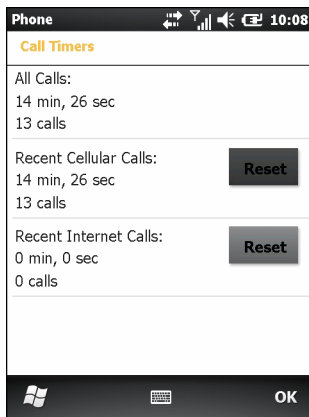 Phone 10:08
Call Timers
All Calls:
14 min, 26 sec
13 calls
Recent Cellular Calls:
14 min, 26 sec
13 calls
Reset
Recent Internet Calls:
0 min, 0 sec
0 calls
Reset
OK